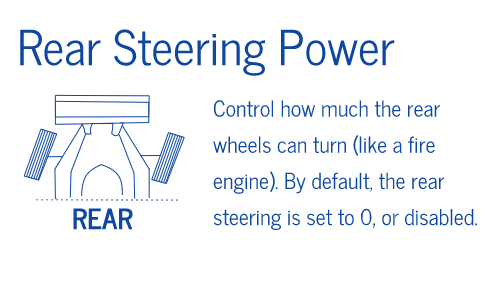 Rear Steering Power
Control how much the rear
wheels can turn (like a fire
engine). By default, the rear
steering is set to 0, or disabled.
REAR